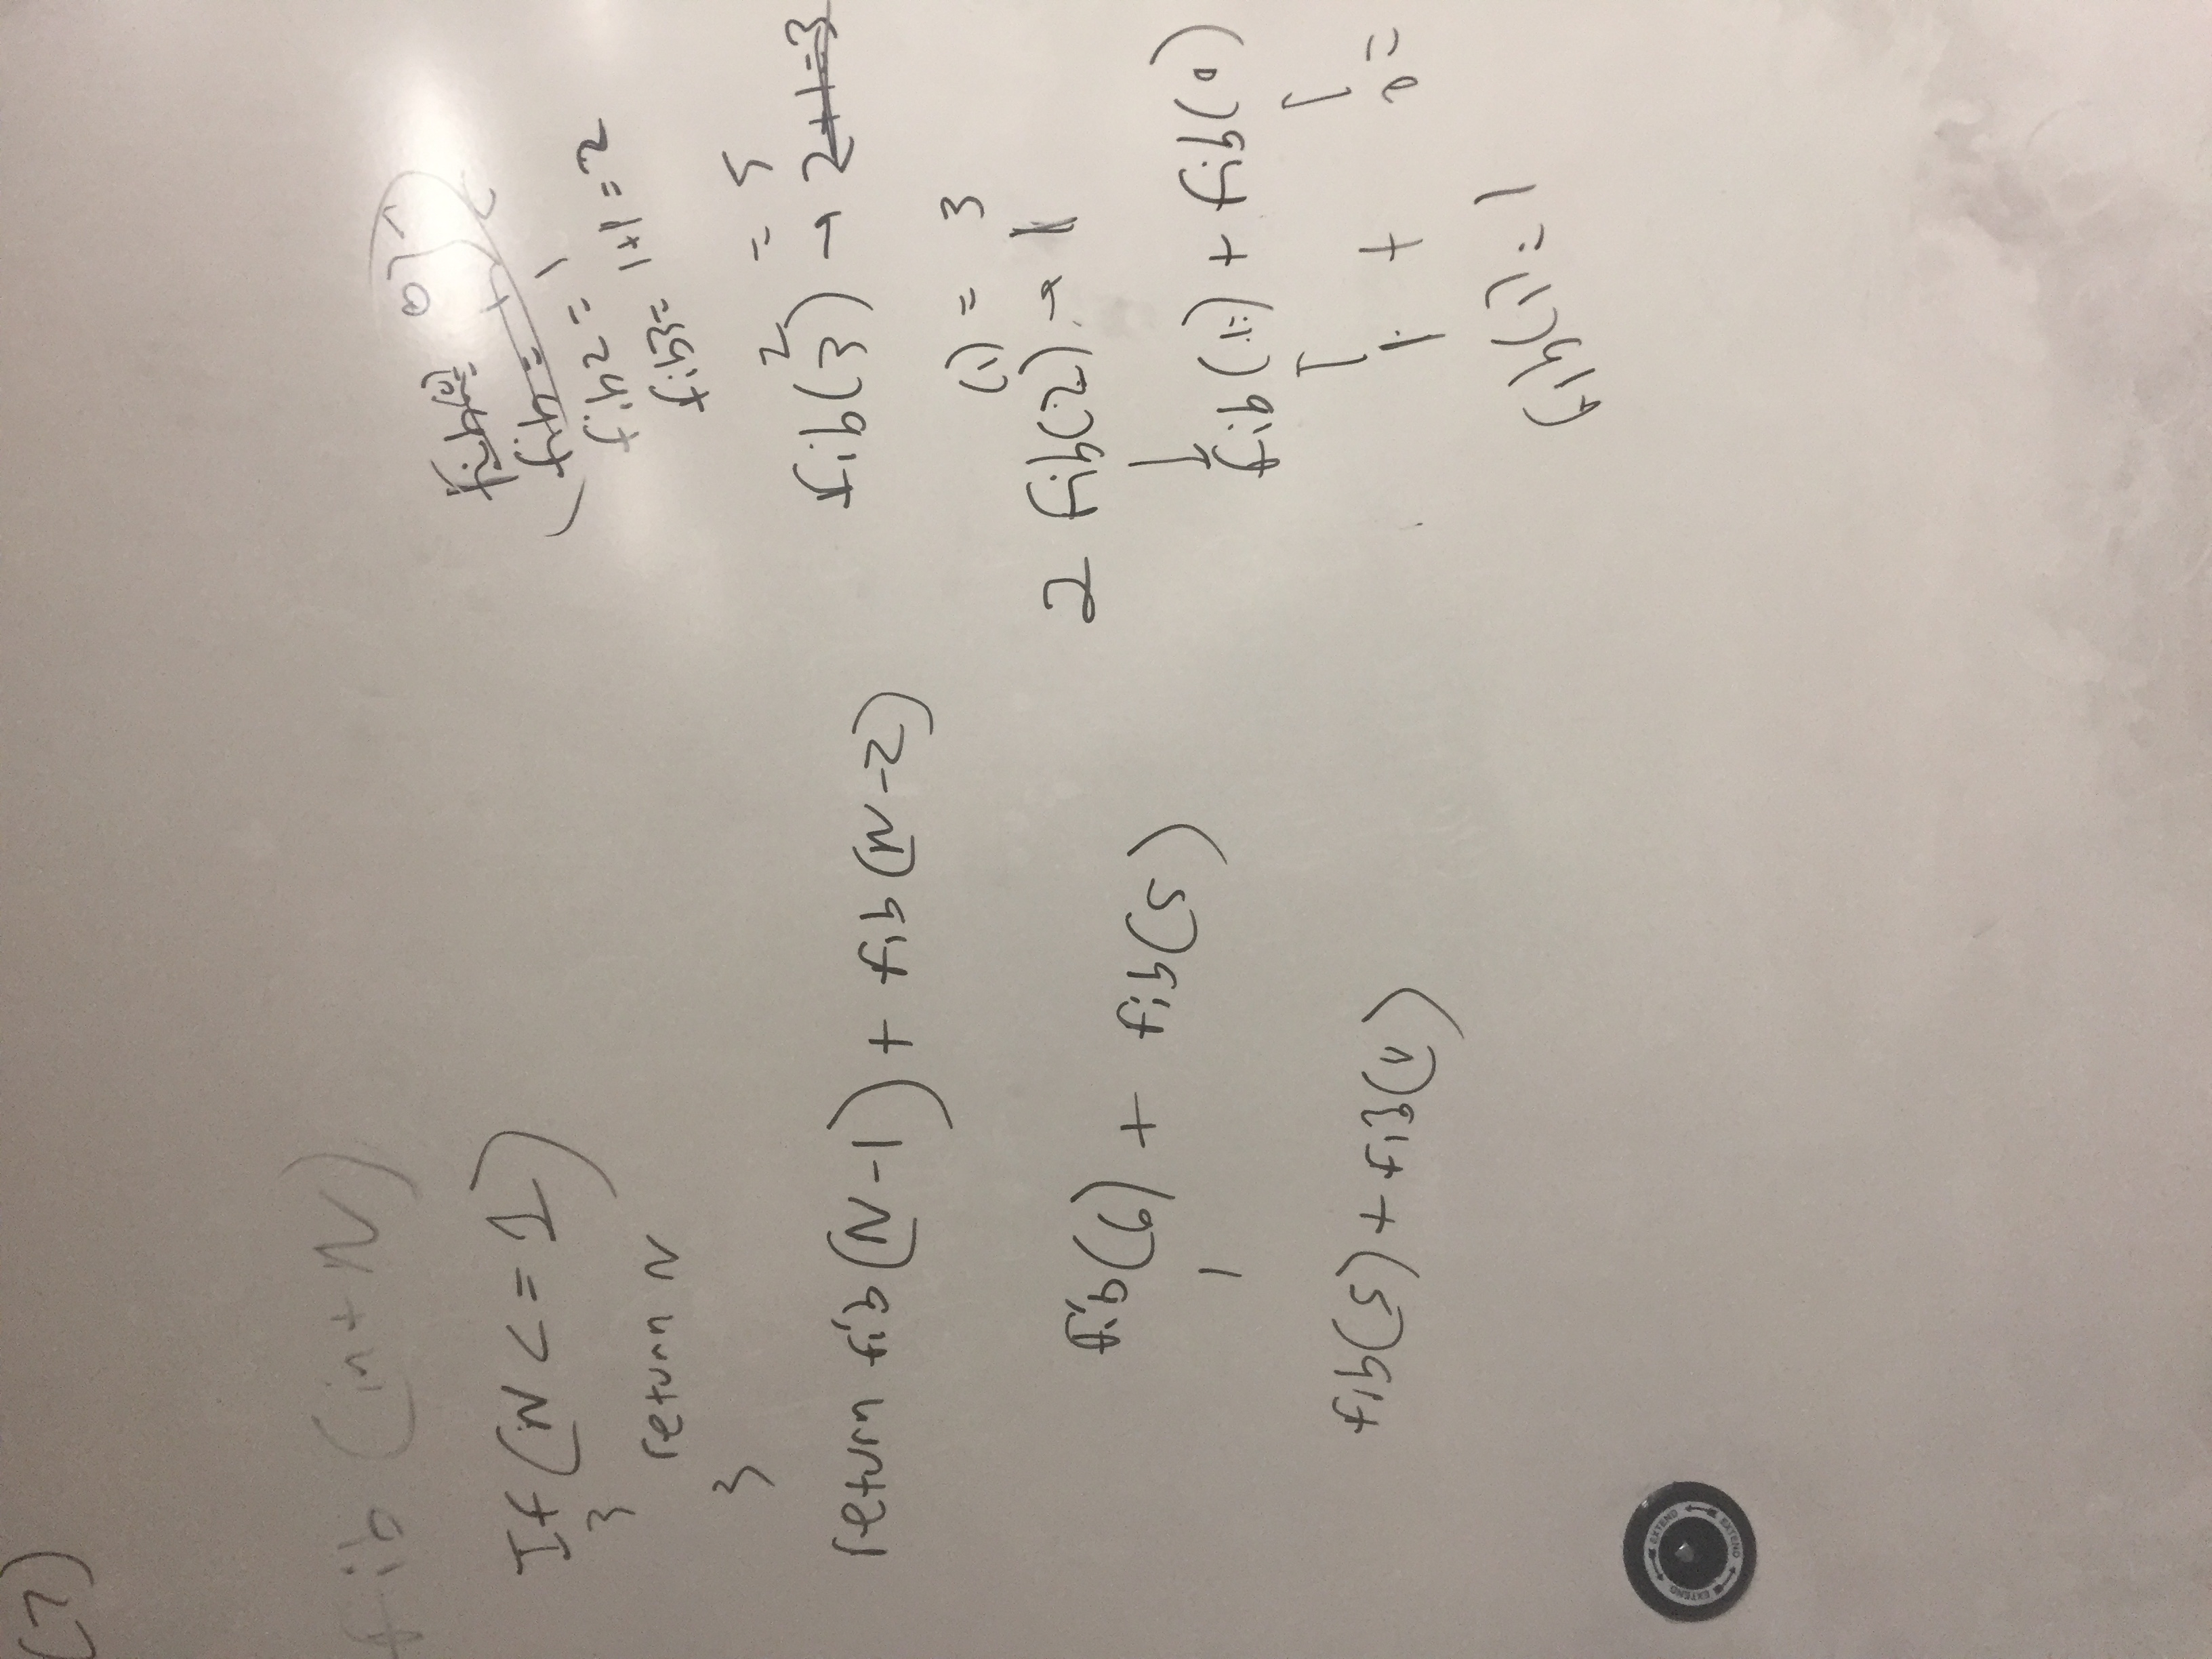 (7)
fib (int N)
If (N <= 1)
}
return N
}
return fib (N-1) + fib (N-2)
fib(6) + fib(5)
1
fib(5) + fib(4)
fib(0)= 0
fib = 1
fib2 = 1
fib3= 1+1=2
2 = 5
fib(3) → 2+1=3
(1) = 3
2 fib(2) → 1
↓
fib(1) + fib(0)
1 + 0 =
fib(1) = 1
EXTEND EXTEND EXTEND